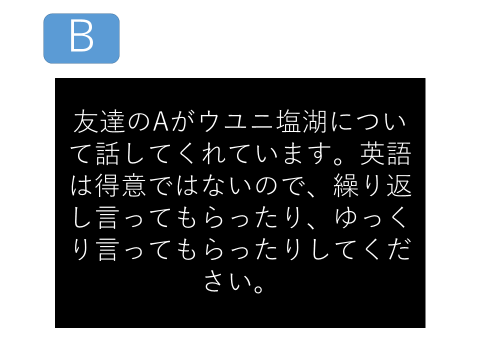 B
友達のAがウユニ塩湖につい
て話してくれています。英語
は得意ではないので、繰り返
し言ってもらったり、ゆっく
り言ってもらったりしてくだ
さい。